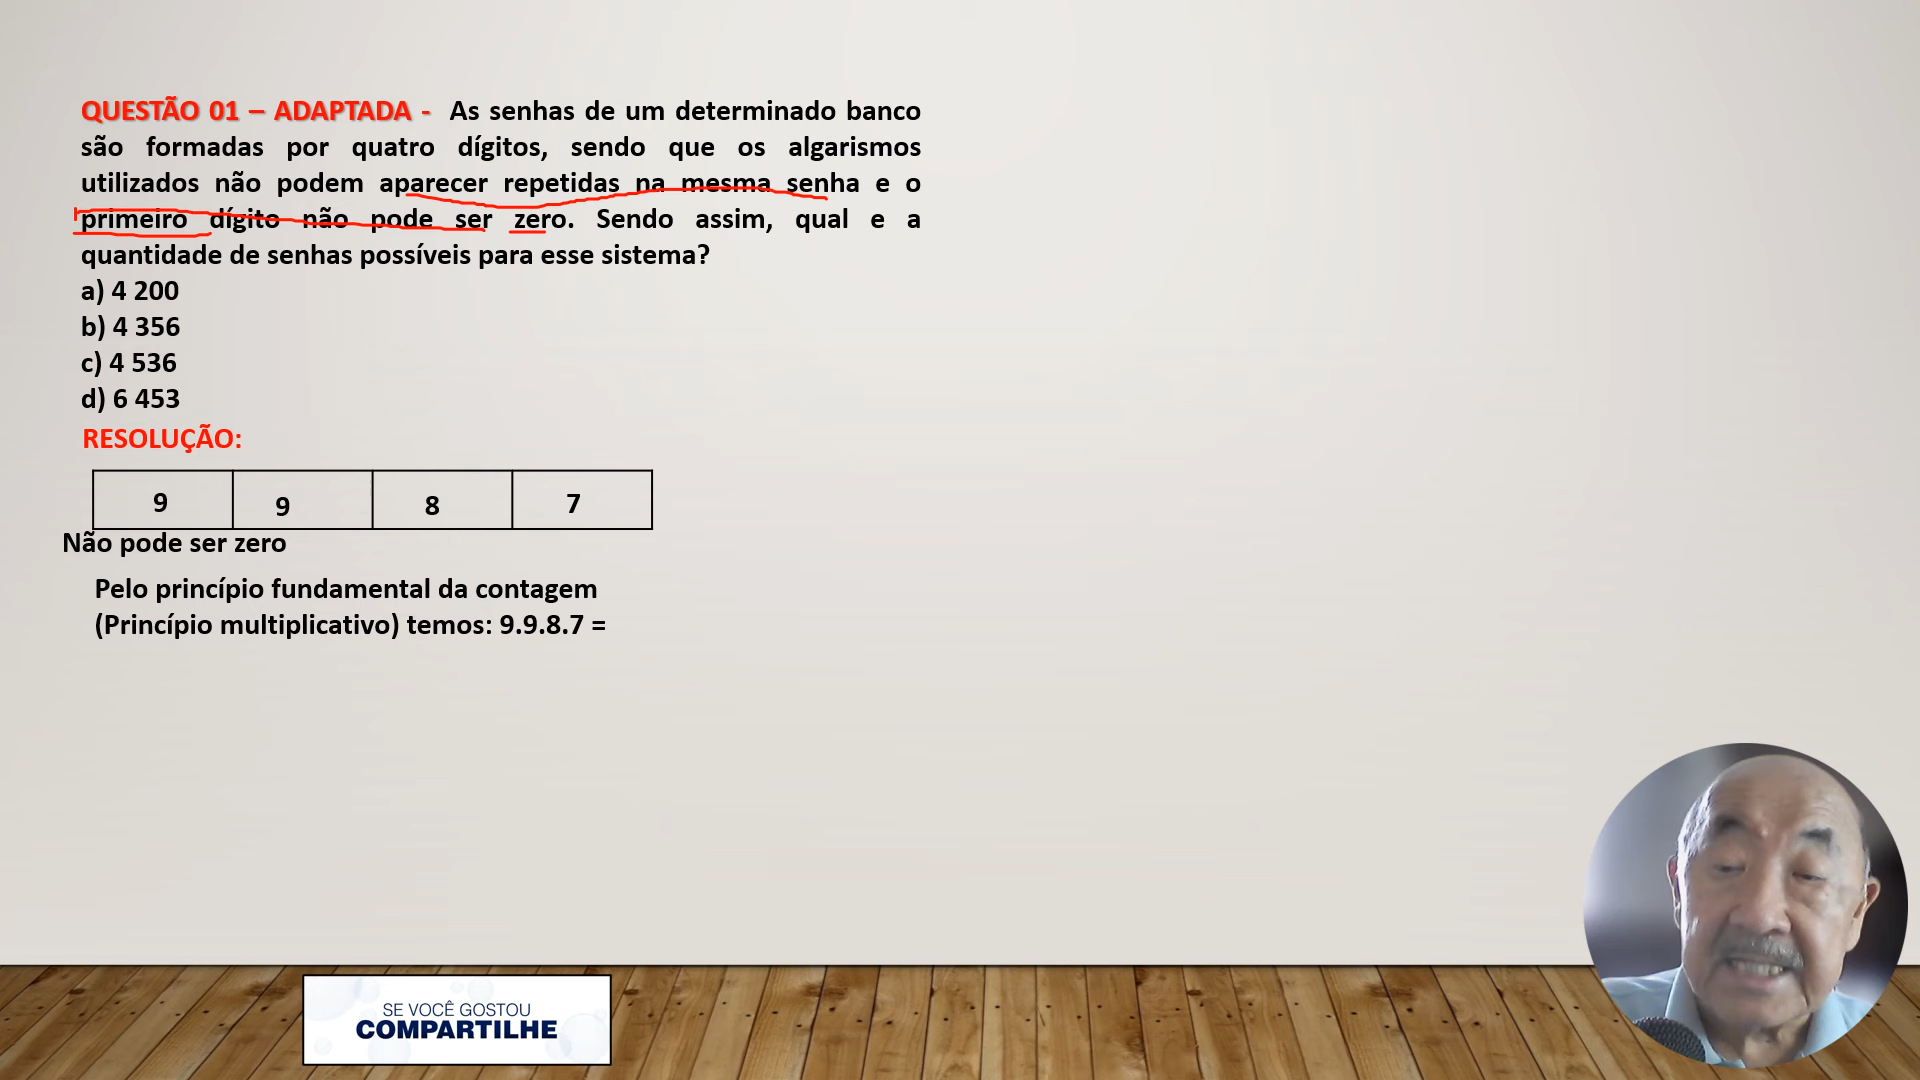 QUESTÃO 01 – ADAPTADA - As senhas de um determinado banco
são formadas por quatro dígitos, sendo que os algarismos
utilizados não podem aparecer repetidas na mesma senha e o
primeiro dígito não pode ser zero. Sendo assim, qual e a
quantidade de senhas possíveis para esse sistema?
a) 4 200
b) 4 356
c) 4 536
d) 6 453
RESOLUÇÃO:
9 9 8 7
Não pode ser zero
Pelo princípio fundamental da contagem
(Princípio multiplicativo) temos: 9.9.8.7 =
SE VOCÊ GOSTOU
COMPARTILHE